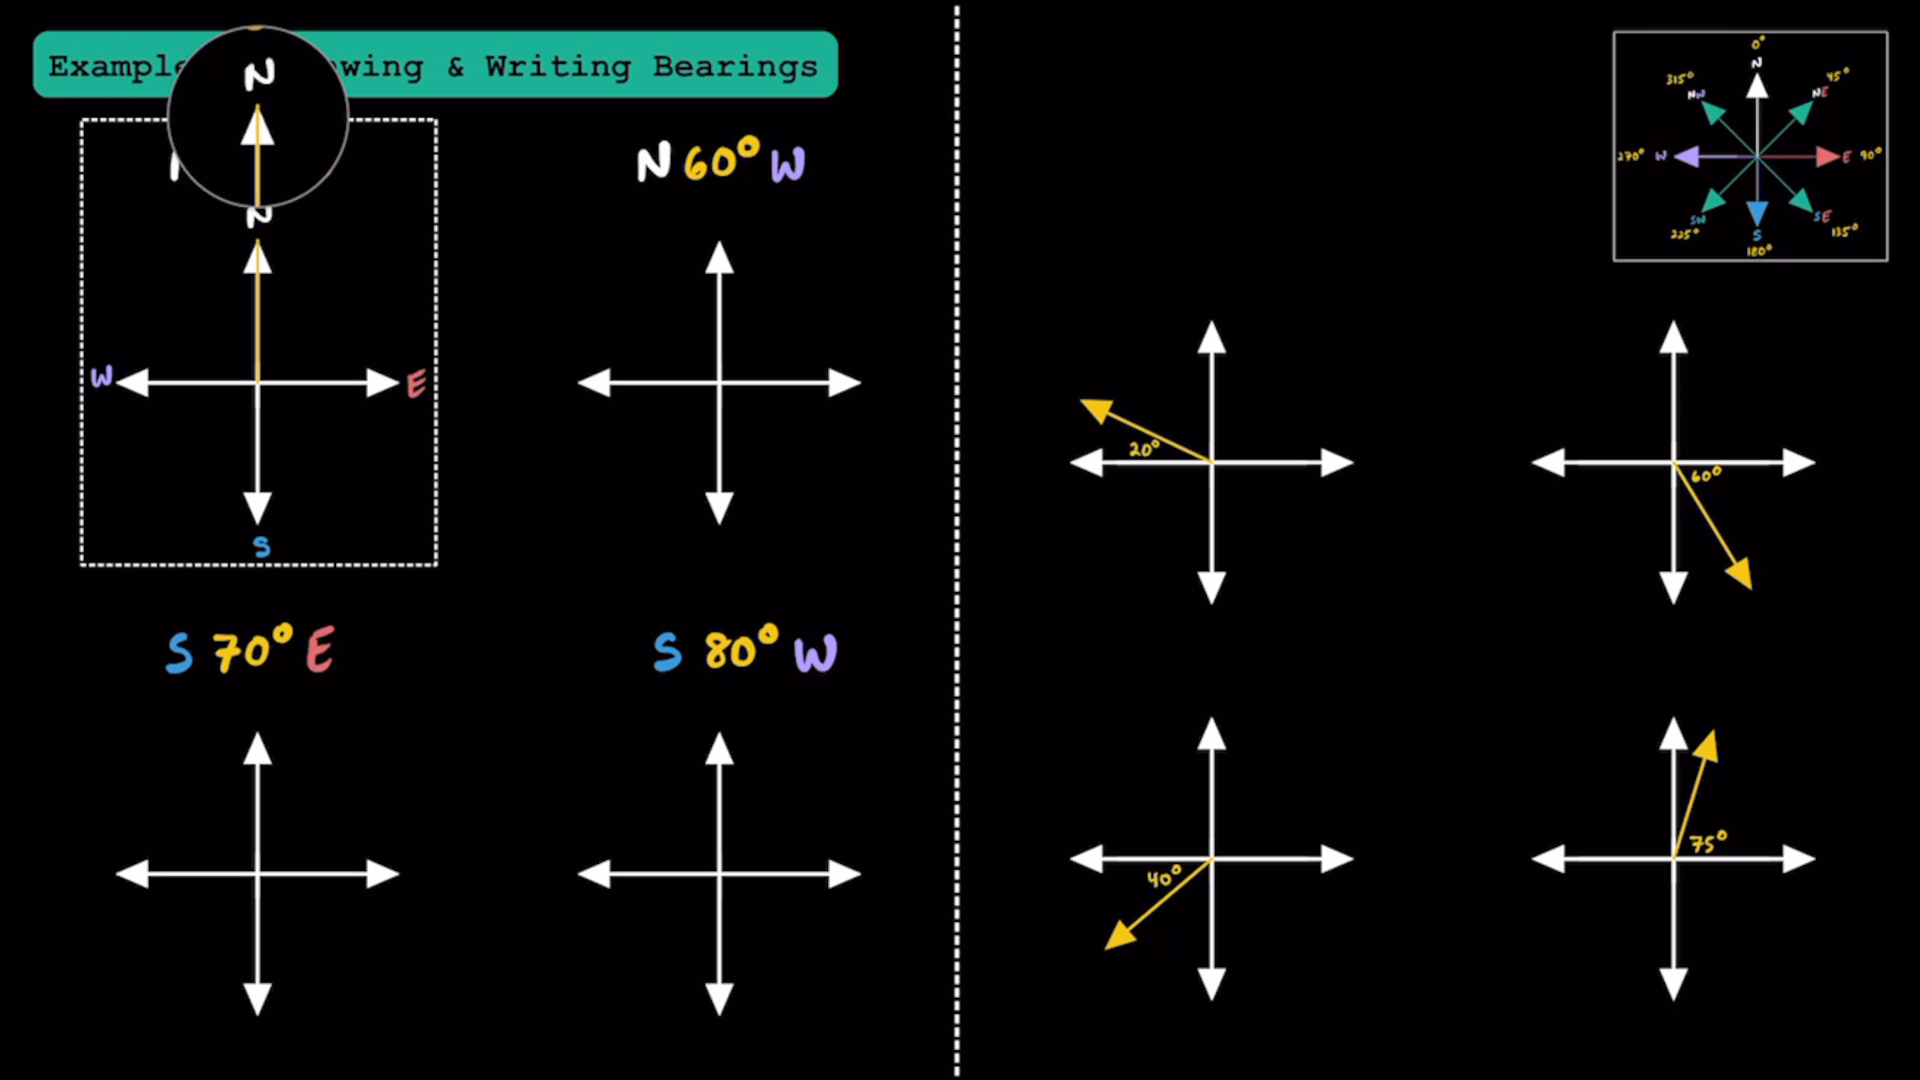 Example wing & Writing Bearings
N
N
W E
S
N 60° W
S 70° E
S 80° W
0°
N
315° 45°
NW NE
270° W E 90°
SW SE
225° S 135°
180°
20°
60°
40°
75°